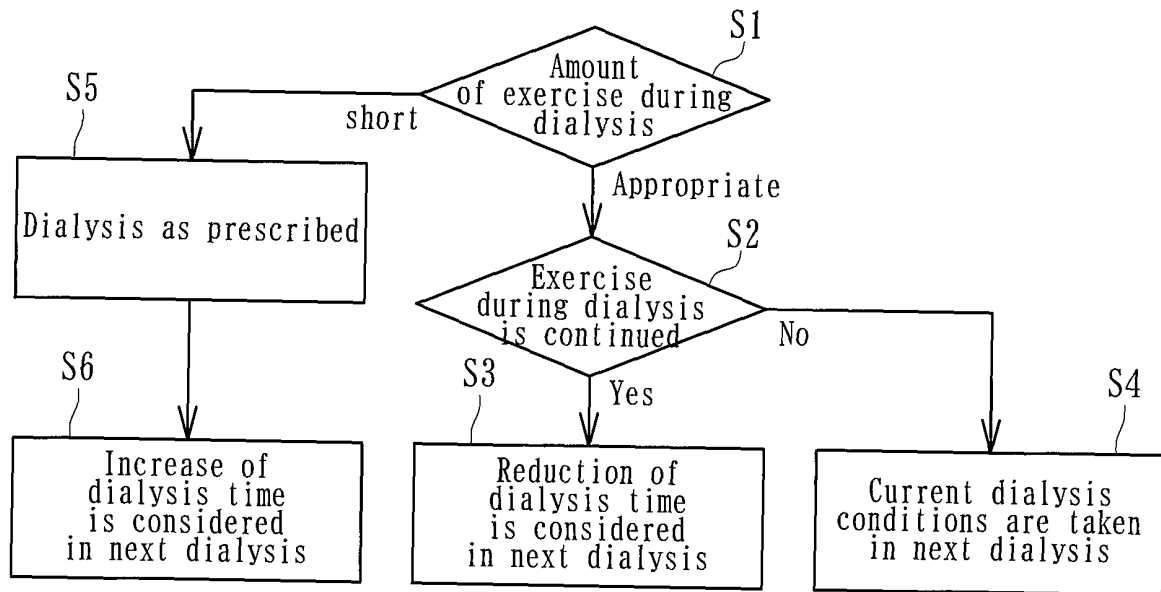 S1
Amount
of exercise during
dialysis
short
S5
Appropriate
Dialysis as prescribed
S2
Exercise
during dialysis
is continued
No
Yes
S6
S3
S4
Increase of
dialysis time
is considered
in next dialysis
Reduction of
dialysis time
is considered
in next dialysis
Current dialysis
conditions are taken
in next dialysis